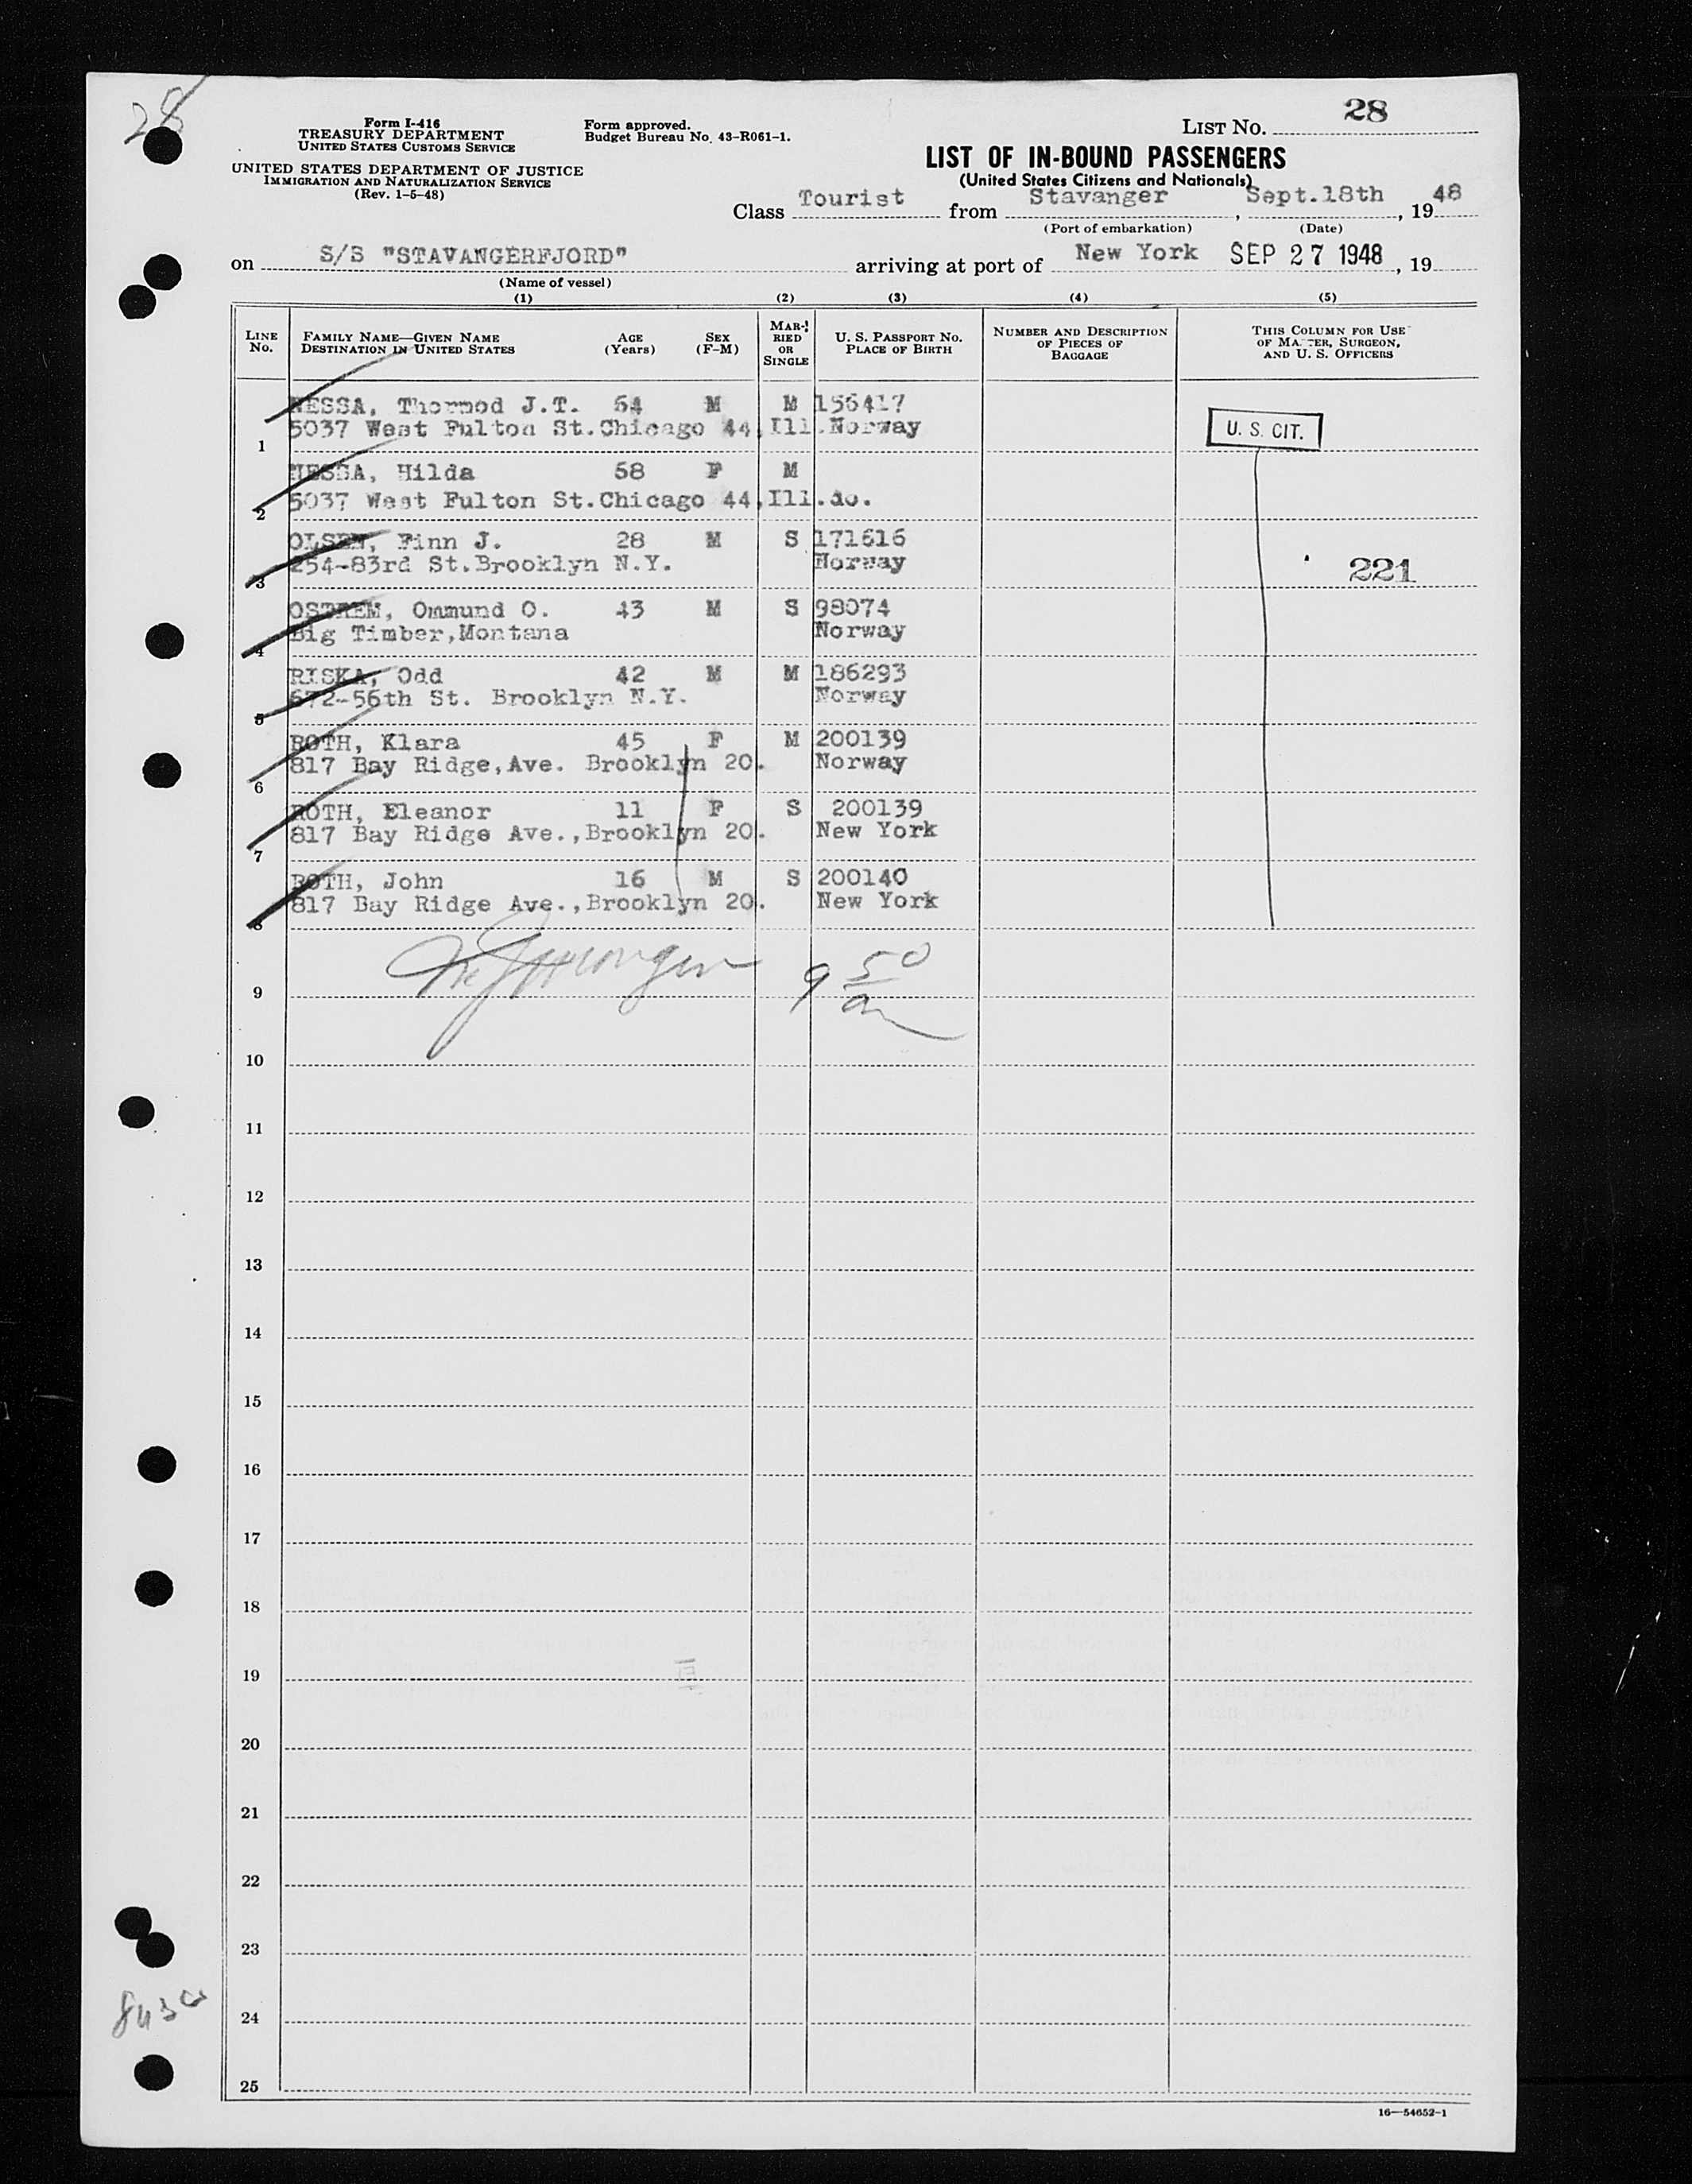 28
Form I-416
TREASURY DEPARTMENT
UNITED STATES CUSTOMS SERVICE
UNITED STATES DEPARTMENT OF JUSTICE
IMMIGRATION AND NATURALIZATION SERVICE
(Rev. 1-5-48)
Form approved.
Budget Bureau No. 43-R061-1.
LIST NO. 28
LIST OF IN-BOUND PASSENGERS
(United States Citizens and Nationals)
Class Tourist from Stavanger, Sept.18th, 1948
(Port of embarkation) (Date)
on S/S "STAVANGERFJORD" arriving at port of New York SEP 27 1948, 19
(Name of vessel)
(1) (2) (3) (4) (5)
LINE NO. FAMILY NAME—GIVEN NAME DESTINATION IN UNITED STATES AGE (Years) SEX (F-M) MARRIED OR SINGLE U. S. PASSPORT NO. PLACE OF BIRTH NUMBER AND DESCRIPTION OF PIECES OF BAGGAGE THIS COLUMN FOR USE OF MASTER, SURGEON, AND U. S. OFFICERS
NESSA, Thormod J.T. 64 M M 156417
1 5037 West Fulton St.Chicago 44,Ill.Norway U. S. CIT.
NESSA, Hilda 58 F M
2 5037 West Fulton St.Chicago 44,Ill.do.
OLSEN, Finn J. 28 M S 171616
3 254-83rd St.Brooklyn N.Y. Norway 221
OSTREM, Ommund O. 43 M S 98074
4 Big Timber,Montana Norway
RISKA, Odd 42 M M 186293
5 672-56th St. Brooklyn N.Y. Norway
ROTH, Klara 45 F M 200139
6 817 Bay Ridge,Ave. Brooklyn 20. Norway
ROTH, Eleanor 11 F S 200139
7 817 Bay Ridge Ave.,Brooklyn 20. New York
ROTH, John 16 M S 200140
8 817 Bay Ridge Ave.,Brooklyn 20. New York
9 9 50
10
11
12
13
14
15
16
17
18
19
20
21
22
23
24
25
16—54652-1